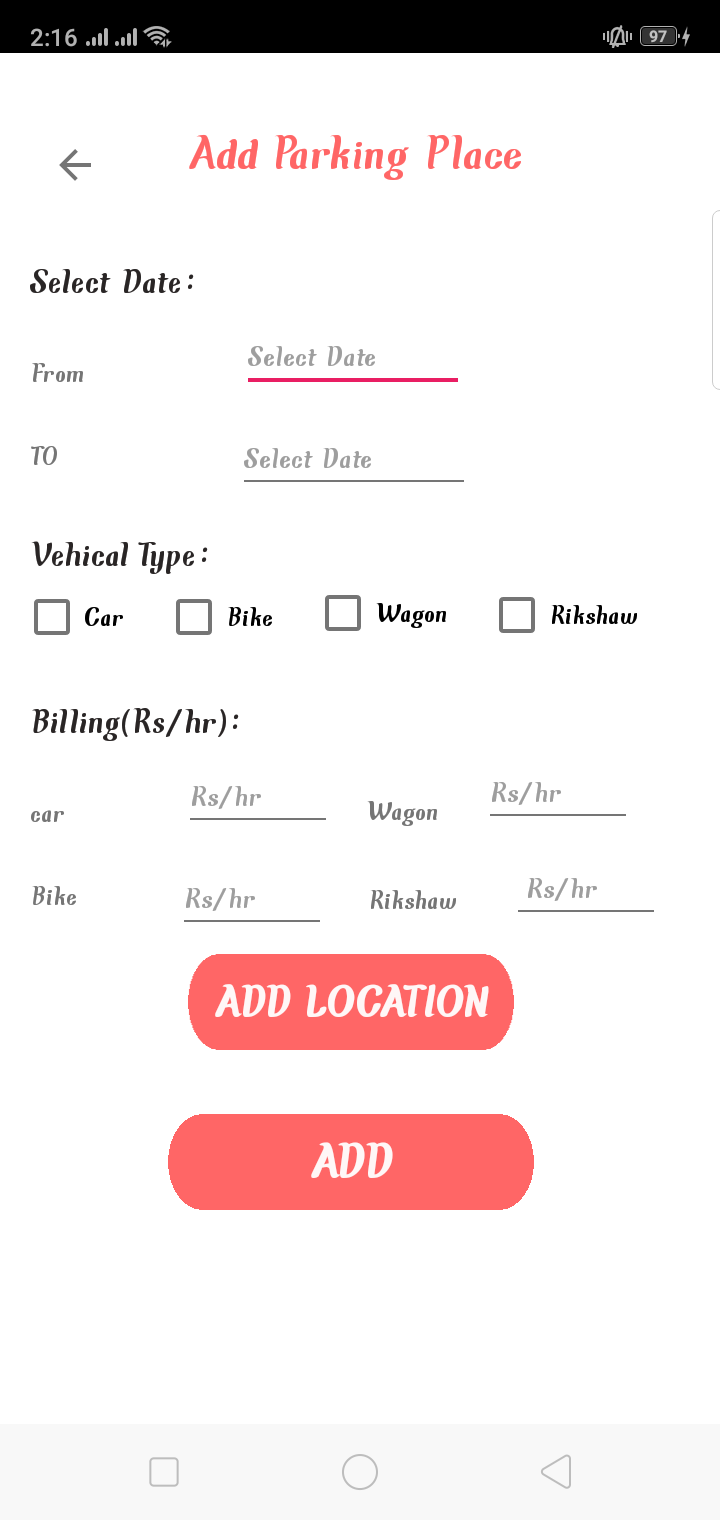 2:16 97
Add Parking Place
Select Date:
From Select Date
TO Select Date
Vehical Type:
Car Bike Wagon Rikshaw
Billing(Rs/hr):
car Rs/hr Wagon Rs/hr
Bike Rs/hr Rikshaw Rs/hr
ADD LOCATION
ADD